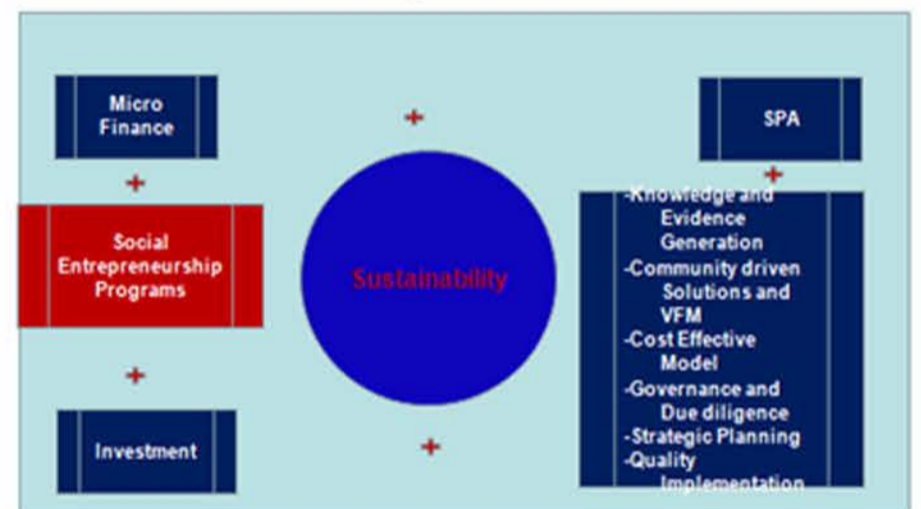 Micro
Finance
+
Social
Entrepreneurship
Programs
+
Investment
+
Sustainability
+
SPA
+
-Knowledge and
Evidence
Generation
-Community driven
Solutions and
VFM
-Cost Effective
Model
-Governance and
Due diligence
-Strategic Planning
-Quality
Implementation